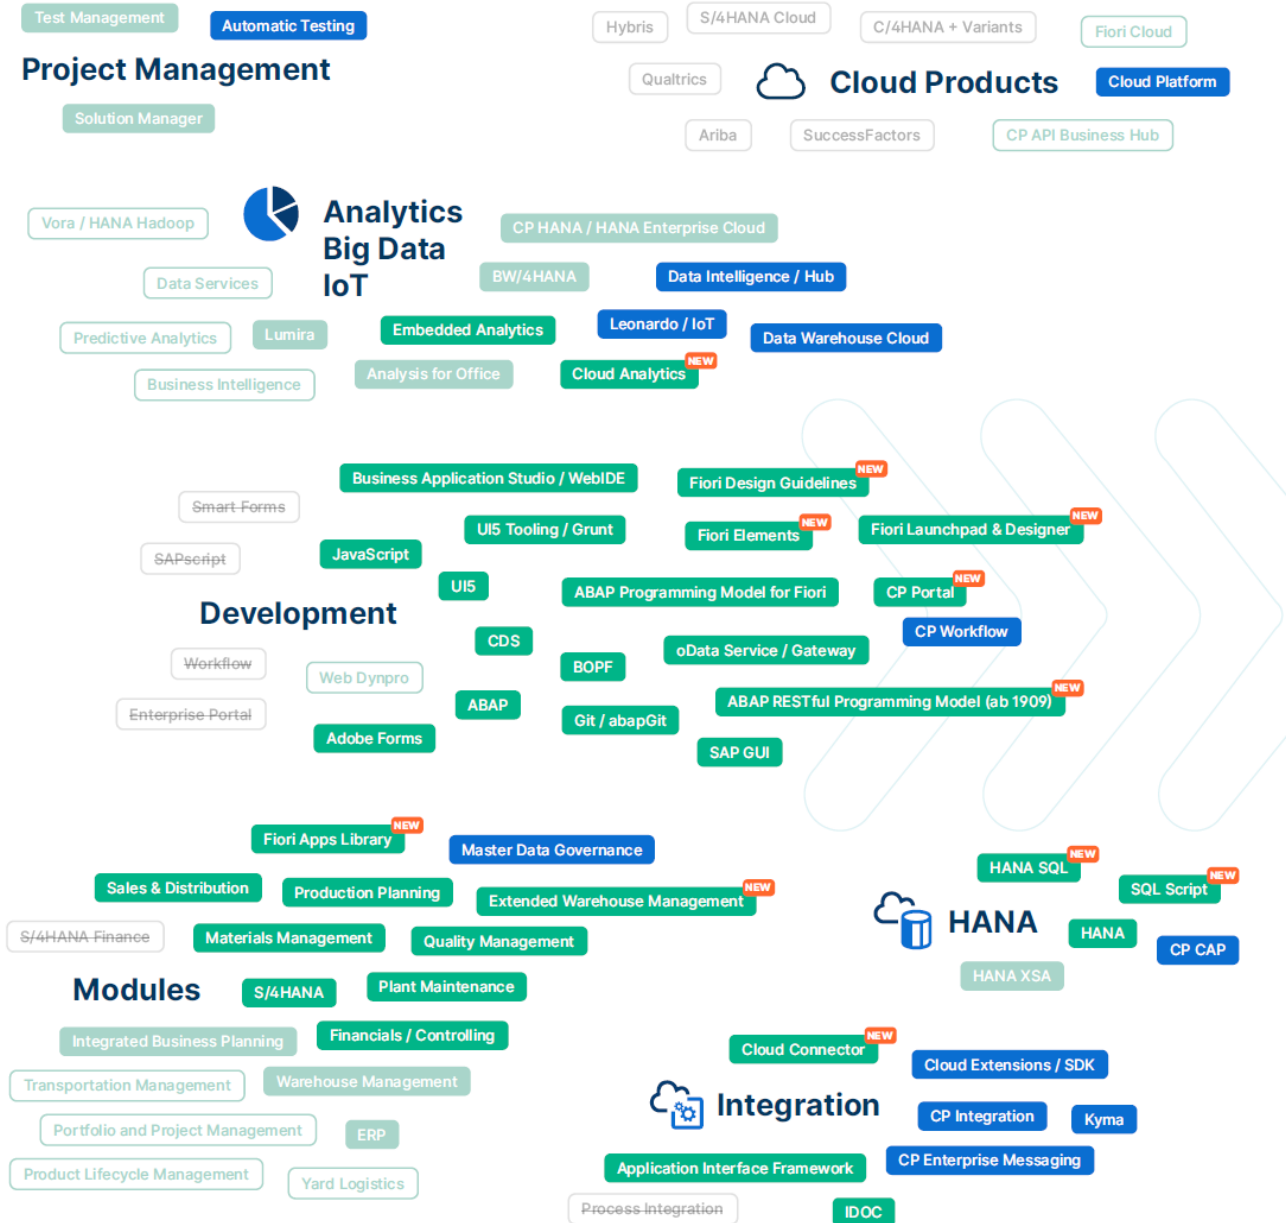 Test Management
Automatic Testing
Project Management
Solution Manager
Hybris
S/4HANA Cloud
C/4HANA + Variants
Fiori Cloud
Qualtrics
Cloud Products
Cloud Platform
Ariba
SuccessFactors
CP API Business Hub
Vora / HANA Hadoop
Analytics
Big Data
IoT
CP HANA / HANA Enterprise Cloud
Data Services
BW/4HANA
Data Intelligence / Hub
Predictive Analytics
Lumira
Embedded Analytics
Leonardo / IoT
Data Warehouse Cloud
Business Intelligence
Analysis for Office
Cloud Analytics
NEW
Business Application Studio / WebIDE
Fiori Design Guidelines
NEW
Smart Forms
UI5 Tooling / Grunt
Fiori Elements
NEW
Fiori Launchpad & Designer
NEW
SAPscript
JavaScript
UI5
ABAP Programming Model for Fiori
CP Portal
NEW
Development
CDS
CP Workflow
oData Service / Gateway
Workflow
Web Dynpro
BOPF
Enterprise Portal
ABAP
Git / abapGit
ABAP RESTful Programming Model (ab 1909)
NEW
Adobe Forms
SAP GUI
Fiori Apps Library
NEW
Master Data Governance
Sales & Distribution
Production Planning
Extended Warehouse Management
NEW
S/4HANA Finance
Materials Management
Quality Management
Modules
S/4HANA
Plant Maintenance
Integrated Business Planning
Financials / Controlling
Transportation Management
Warehouse Management
Portfolio and Project Management
ERP
Product Lifecycle Management
Yard Logistics
HANA SQL
NEW
SQL Script
NEW
HANA
HANA
CP CAP
HANA XSA
Cloud Connector
NEW
Cloud Extensions / SDK
Integration
CP Integration
Kyma
Application Interface Framework
CP Enterprise Messaging
Process Integration
IDOC